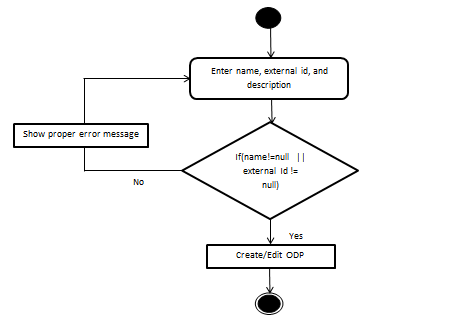 Enter name, external id, and
description
Show proper error message
If(name!=null ||
external Id !=
null)
No
Yes
Create/Edit ODP